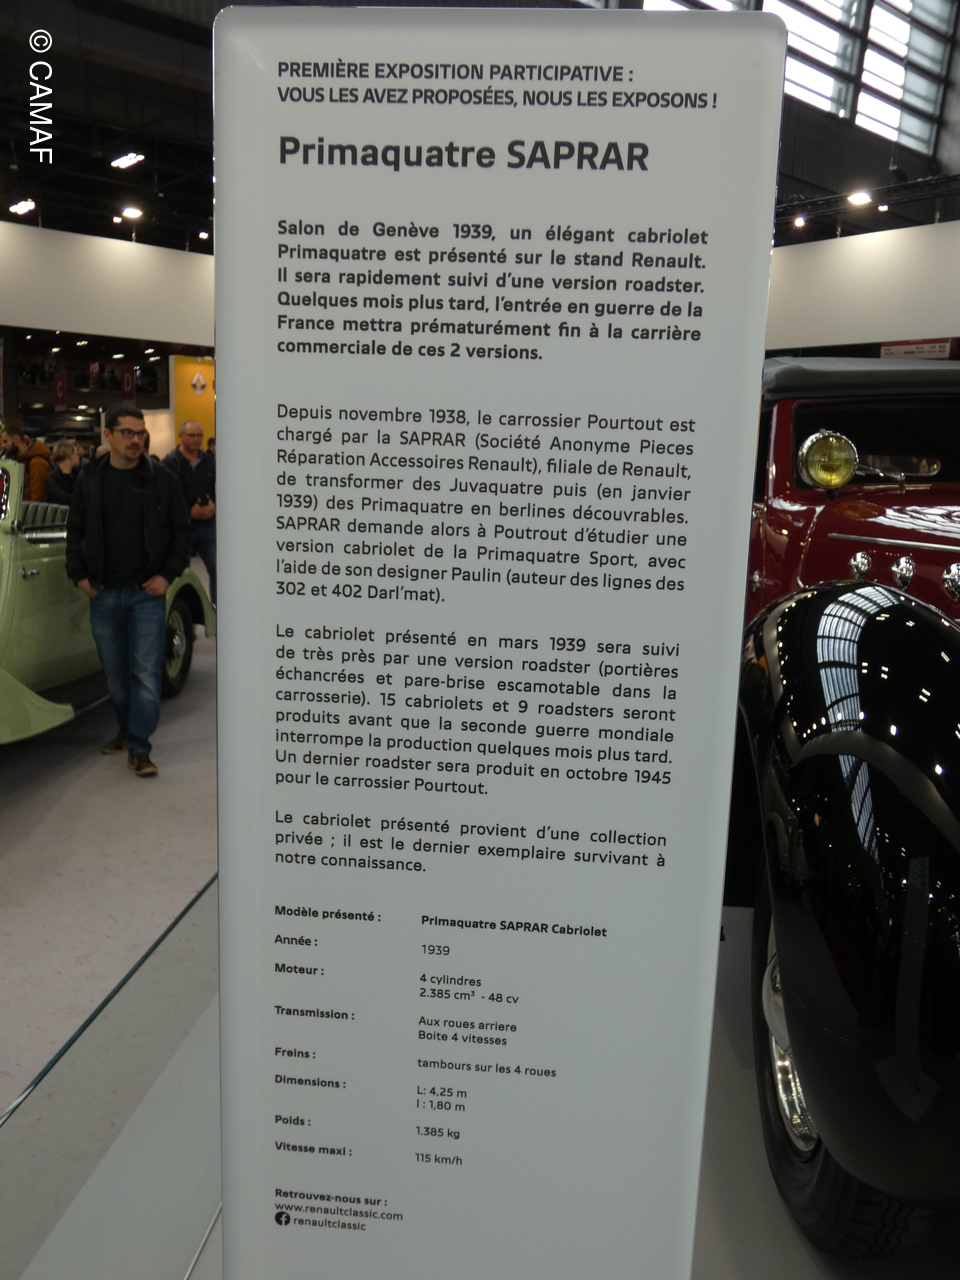 © CAMAF
PREMIÈRE EXPOSITION PARTICIPATIVE :
VOUS LES AVEZ PROPOSÉES, NOUS LES EXPOSONS !
Primaquatre SAPRAR
Salon de Genève 1939, un élégant cabriolet
Primaquatre est présenté sur le stand Renault.
Il sera rapidement suivi d'une version roadster.
Quelques mois plus tard, l'entrée en guerre de la
France mettra prématurément fin à la carrière
commerciale de ces 2 versions.
Depuis novembre 1938, le carrossier Pourtout est
chargé par la SAPRAR (Société Anonyme Pieces
Réparation Accessoires Renault), filiale de Renault,
de transformer des Juvaquatre puis (en janvier
1939) des Primaquatre en berlines découvrables.
SAPRAR demande alors à Poutrout d'étudier une
version cabriolet de la Primaquatre Sport, avec
l'aide de son designer Paulin (auteur des lignes des
302 et 402 Darl'mat).
Le cabriolet présenté en mars 1939 sera suivi
de très près par une version roadster (portières
échancrées et pare-brise escamotable dans la
carrosserie). 15 cabriolets et 9 roadsters seront
produits avant que la seconde guerre mondiale
interrompe la production quelques mois plus tard.
Un dernier roadster sera produit en octobre 1945
pour le carrossier Pourtout.
Le cabriolet présenté provient d'une collection
privée ; il est le dernier exemplaire survivant à
notre connaissance.
Modèle présenté : Primaquatre SAPRAR Cabriolet
Année : 1939
Moteur : 4 cylindres
2.385 cm³ - 48 cv
Transmission : Aux roues arriere
Boite 4 vitesses
Freins : tambours sur les 4 roues
Dimensions : L: 4,25 m
l : 1,80 m
Poids : 1.385 kg
Vitesse maxi : 115 km/h
Retrouvez-nous sur :
www.renaultclassic.com
renaultclassic
C
D